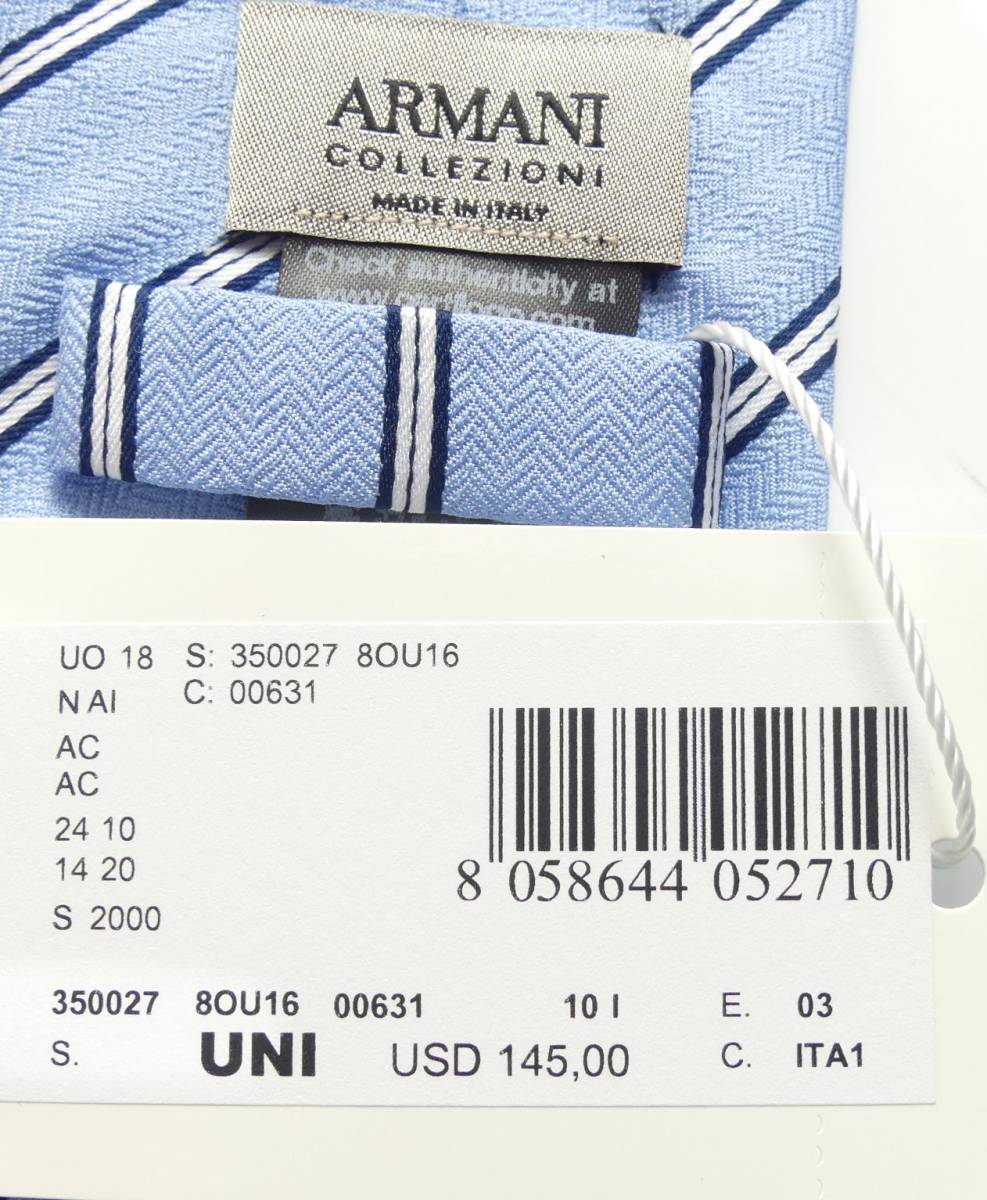 ARMANI
COLLEZIONI
MADE IN ITALY
Check authenticity at
UO 18 S: 350027 8OU16
N AI C: 00631
AC
AC
24 10
14 20
S 2000
8 058644 052710
350027 8OU16 00631 10 I E. 03
S. UNI USD 145,00 C. ITA1